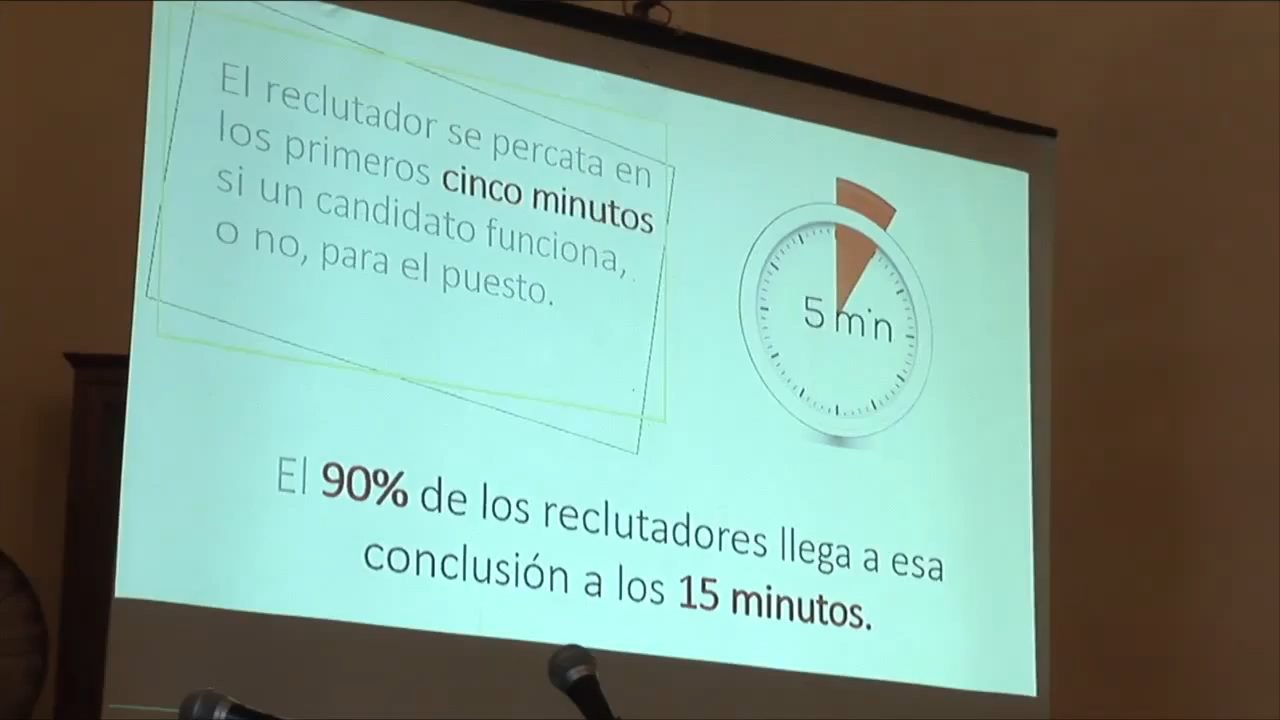 El reclutador se percata en
los primeros cinco minutos
si un candidato funciona,
o no, para el puesto.
5 min
El 90% de los reclutadores llega a esa
conclusión a los 15 minutos.